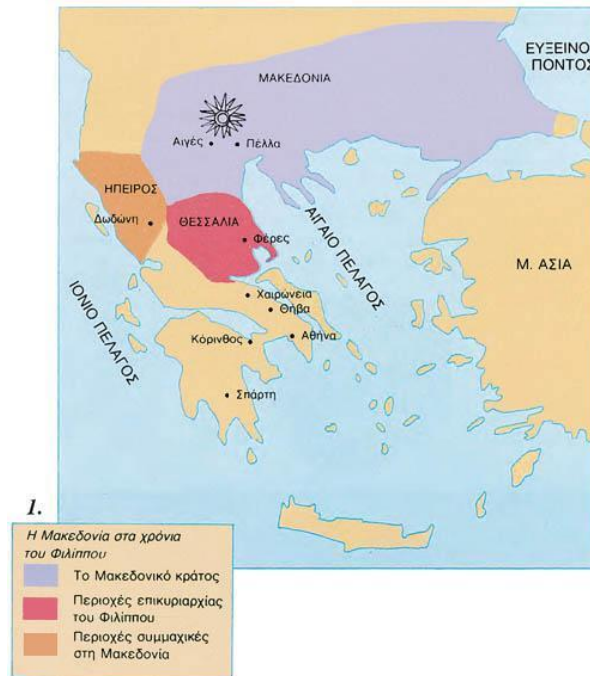 ΕΥΞΕΙΝΟ
ΠΟΝΤΟΣ
ΜΑΚΕΔΟΝΙΑ
Αιγές
Πέλλα
ΗΠΕΙΡΟΣ
Δωδώνη
ΘΕΣΣΑΛΙΑ
Φέρες
ΑΙΓΑΙΟ ΠΕΛΑΓΟΣ
Μ. ΑΣΙΑ
ΙΟΝΙΟ ΠΕΛΑΓΟΣ
Χαιρώνεια
Θήβα
Κόρινθος
Αθήνα
Σπάρτη
1.
Η Μακεδονία στα χρόνια
του Φιλίππου
Το Μακεδονικό κράτος
Περιοχές επικυριαρχίας
του Φιλίππου
Περιοχές συμμαχικές
στη Μακεδονία